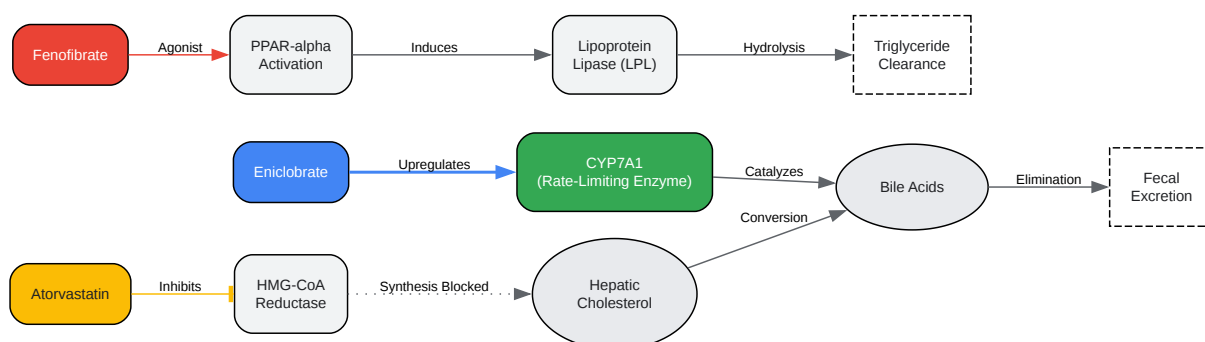 Fenofibrate
Agonist
PPAR-alpha
Activation
Induces
Lipoprotein
Lipase (LPL)
Hydrolysis
Triglyceride
Clearance
Eniclobrate
Upregulates
CYP7A1
(Rate-Limiting Enzyme)
Catalyzes
Bile Acids
Elimination
Fecal
Excretion
Conversion
Atorvastatin
Inhibits
HMG-CoA
Reductase
Synthesis Blocked
Hepatic
Cholesterol